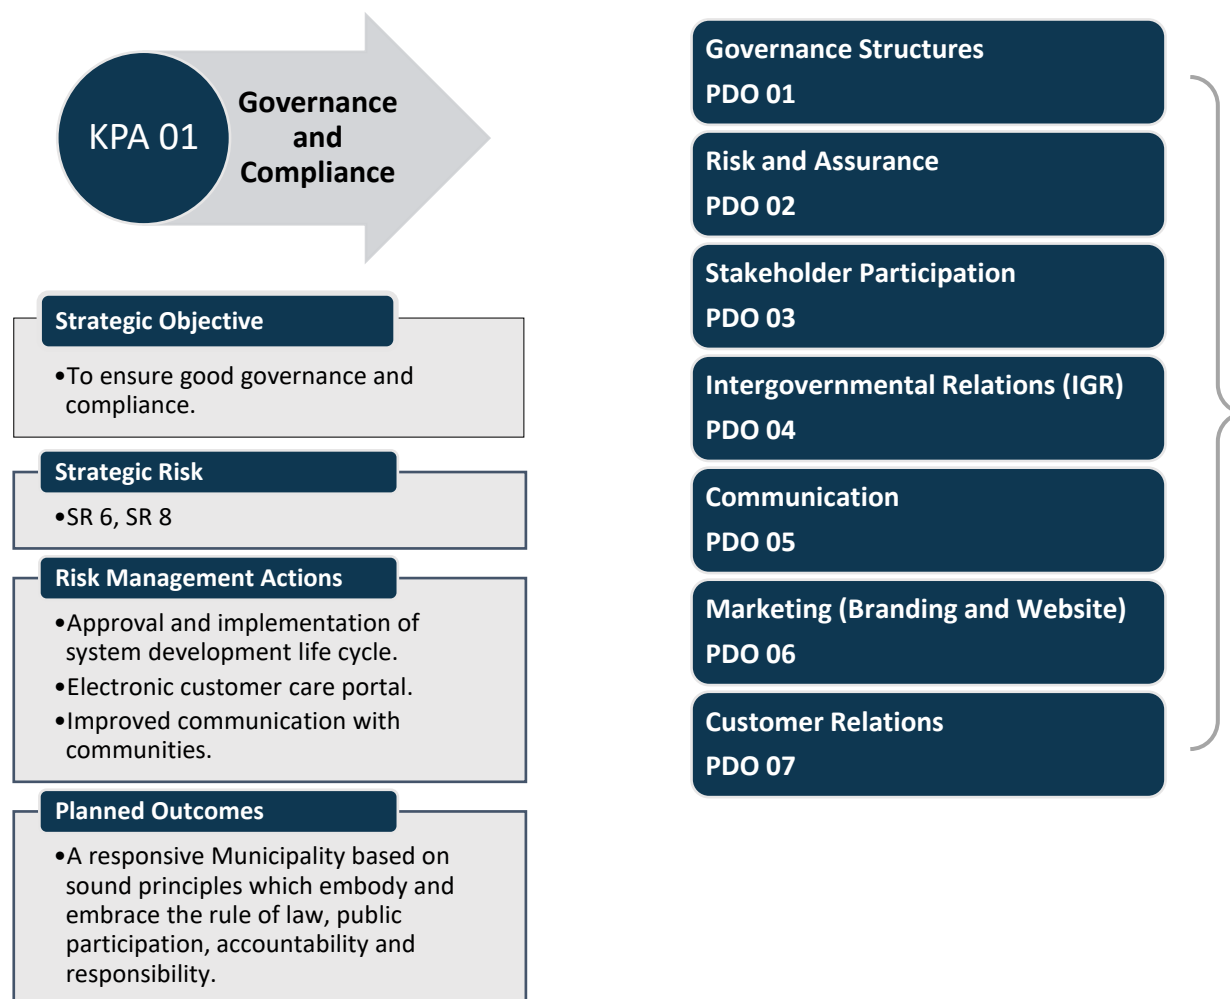 KPA 01
Governance
and
Compliance
Strategic Objective
•To ensure good governance and
compliance.
Strategic Risk
•SR 6, SR 8
Risk Management Actions
•Approval and implementation of
system development life cycle.
•Electronic customer care portal.
•Improved communication with
communities.
Planned Outcomes
•A responsive Municipality based on
sound principles which embody and
embrace the rule of law, public
participation, accountability and
responsibility.
Governance Structures
PDO 01
Risk and Assurance
PDO 02
Stakeholder Participation
PDO 03
Intergovernmental Relations (IGR)
PDO 04
Communication
PDO 05
Marketing (Branding and Website)
PDO 06
Customer Relations
PDO 07